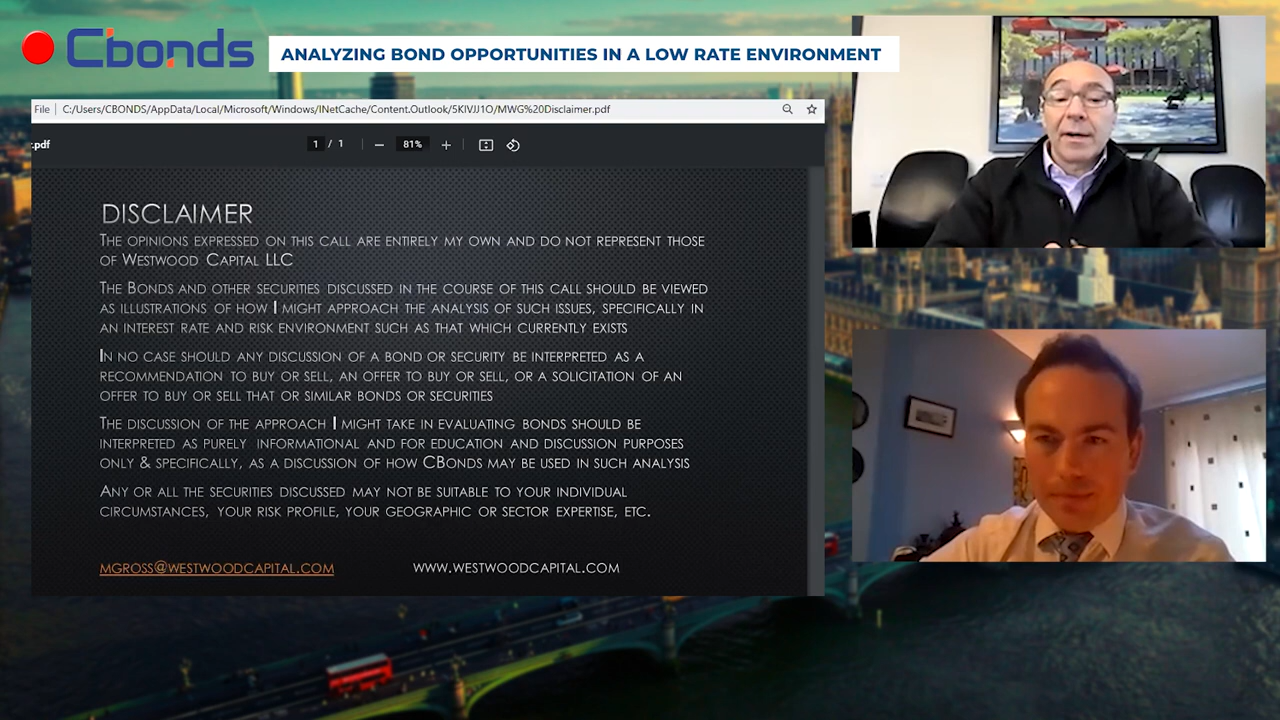 Cbonds
ANALYZING BOND OPPORTUNITIES IN A LOW RATE ENVIRONMENT
File | C:/Users/CBONDS/AppData/Local/Microsoft/Windows/INetCache/Content.Outlook/5KIVJJ1O/MWG%20Disclaimer.pdf
.pdf
1 / 1
81%
DISCLAIMER
THE OPINIONS EXPRESSED ON THIS CALL ARE ENTIRELY MY OWN AND DO NOT REPRESENT THOSE
OF WESTWOOD CAPITAL LLC
THE BONDS AND OTHER SECURITIES DISCUSSED IN THE COURSE OF THIS CALL SHOULD BE VIEWED
AS ILLUSTRATIONS OF HOW I MIGHT APPROACH THE ANALYSIS OF SUCH ISSUES, SPECIFICALLY IN
AN INTEREST RATE AND RISK ENVIRONMENT SUCH AS THAT WHICH CURRENTLY EXISTS
IN NO CASE SHOULD ANY DISCUSSION OF A BOND OR SECURITY BE INTERPRETED AS A
RECOMMENDATION TO BUY OR SELL, AN OFFER TO BUY OR SELL, OR A SOLICITATION OF AN
OFFER TO BUY OR SELL THAT OR SIMILAR BONDS OR SECURITIES
THE DISCUSSION OF THE APPROACH I MIGHT TAKE IN EVALUATING BONDS SHOULD BE
INTERPRETED AS PURELY INFORMATIONAL AND FOR EDUCATION AND DISCUSSION PURPOSES
ONLY & SPECIFICALLY, AS A DISCUSSION OF HOW CBONDS MAY BE USED IN SUCH ANALYSIS
ANY OR ALL THE SECURITIES DISCUSSED MAY NOT BE SUITABLE TO YOUR INDIVIDUAL
CIRCUMSTANCES, YOUR RISK PROFILE, YOUR GEOGRAPHIC OR SECTOR EXPERTISE, ETC.
MGROSS@WESTWOODCAPITAL.COM
WWW.WESTWOODCAPITAL.COM